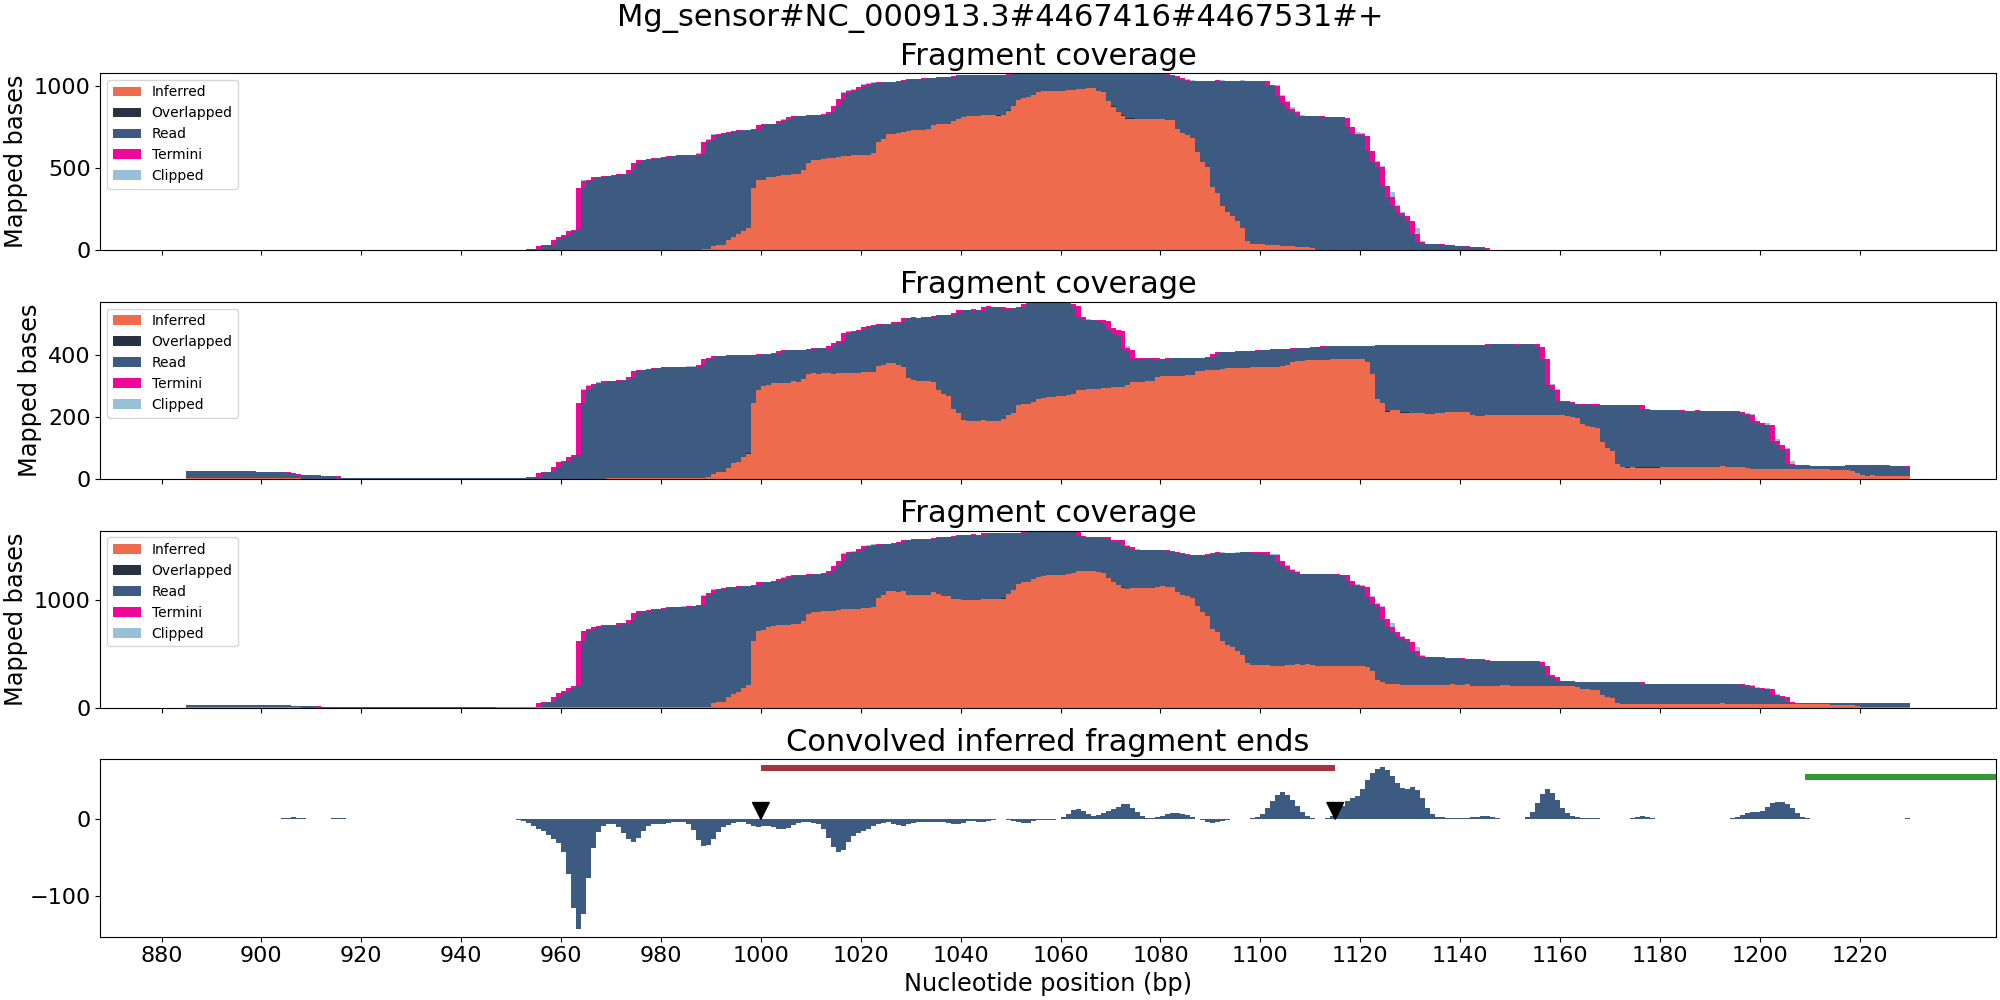 Mg_sensor#NC_000913.3#4467416#4467531#+
Fragment coverage
Mapped bases
1000
500
0
Inferred
Overlapped
Read
Termini
Clipped
Fragment coverage
Mapped bases
400
200
0
Inferred
Overlapped
Read
Termini
Clipped
Fragment coverage
Mapped bases
1000
0
Inferred
Overlapped
Read
Termini
Clipped
Convolved inferred fragment ends
0
−100
880 900 920 940 960 980 1000 1020 1040 1060 1080 1100 1120 1140 1160 1180 1200 1220
Nucleotide position (bp)